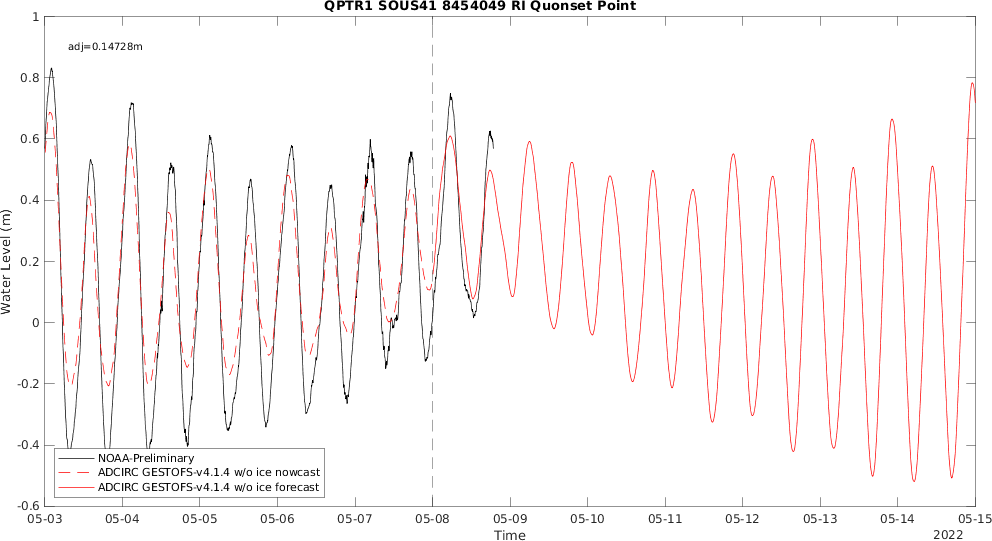 QPTR1 SOUS41 8454049 RI Quonset Point
adj=0.14728m
1
0.8
0.6
0.4
0.2
0
-0.2
-0.4
-0.6
Water Level (m)
NOAA-Preliminary
ADCIRC GESTOFS-v4.1.4 w/o ice nowcast
ADCIRC GESTOFS-v4.1.4 w/o ice forecast
05-03 05-04 05-05 05-06 05-07 05-08 05-09 05-10 05-11 05-12 05-13 05-14 05-15
Time
2022